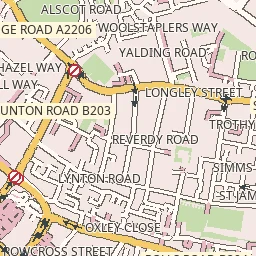 ALSCOT ROAD
WOOLSTAPLERS WAY
GE ROAD A2206
YALDING ROAD
RO
HAZEL WAY
LL WAY
LONGLEY STREET
UNTON ROAD B203
TROTHY
REVERDY ROAD
SIMMS
LYNTON ROAD
ST. AM
OXLEY CLOSE
ROWCROSS STREET